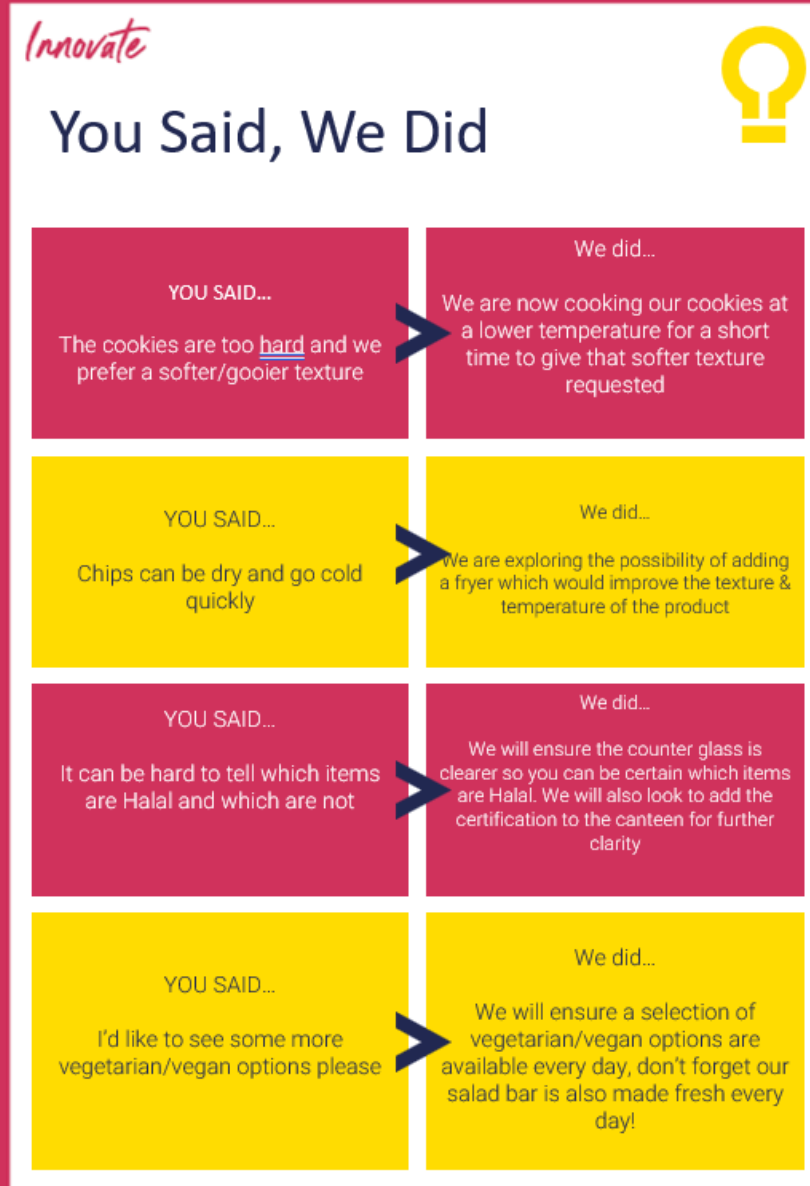 Innovate
You Said, We Did
YOU SAID...
The cookies are too hard and we
prefer a softer/gooier texture
We did...
We are now cooking our cookies at
a lower temperature for a short
time to give that softer texture
requested
YOU SAID...
Chips can be dry and go cold
quickly
We did...
We are exploring the possibility of adding
a fryer which would improve the texture &
temperature of the product
YOU SAID...
It can be hard to tell which items
are Halal and which are not
We did...
We will ensure the counter glass is
clearer so you can be certain which items
are Halal. We will also look to add the
certification to the canteen for further
clarity
YOU SAID...
I'd like to see some more
vegetarian/vegan options please
We did...
We will ensure a selection of
vegetarian/vegan options are
available every day, don't forget our
salad bar is also made fresh every
day!